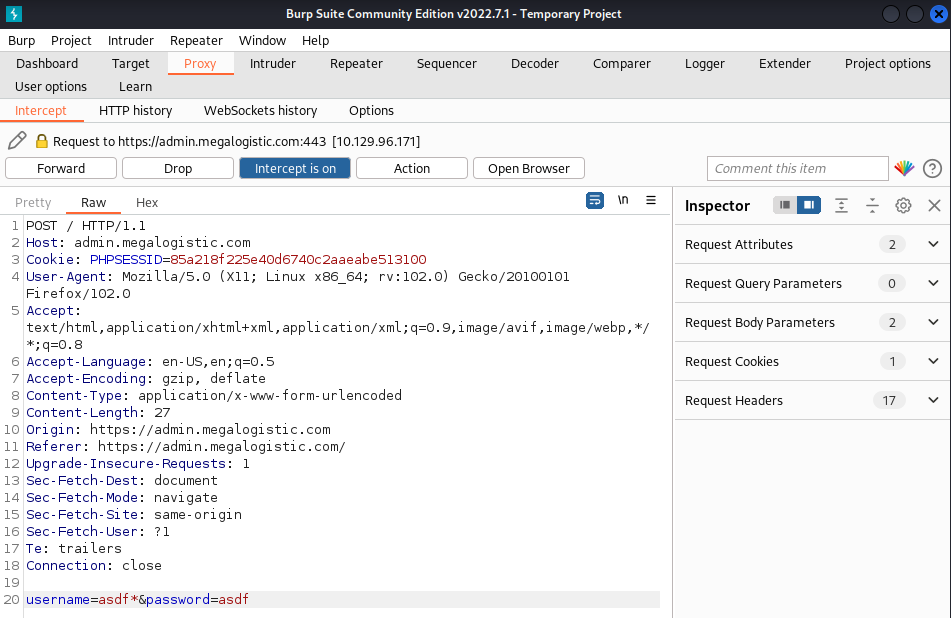 Burp Suite Community Edition v2022.7.1 - Temporary Project
Burp Project Intruder Repeater Window Help
Dashboard Target Proxy Intruder Repeater Sequencer Decoder Comparer Logger Extender Project options
User options Learn
Intercept HTTP history WebSockets history Options
Request to https://admin.megalogistic.com:443 [10.129.96.171]
Forward Drop Intercept is on Action Open Browser Comment this item ?
Pretty Raw Hex \n
1 POST / HTTP/1.1
2 Host: admin.megalogistic.com
3 Cookie: PHPSESSID=85a218f225e40d6740c2aaeabe513100
4 User-Agent: Mozilla/5.0 (X11; Linux x86_64; rv:102.0) Gecko/20100101
Firefox/102.0
5 Accept:
text/html,application/xhtml+xml,application/xml;q=0.9,image/avif,image/webp,*/
*;q=0.8
6 Accept-Language: en-US,en;q=0.5
7 Accept-Encoding: gzip, deflate
8 Content-Type: application/x-www-form-urlencoded
9 Content-Length: 27
10 Origin: https://admin.megalogistic.com
11 Referer: https://admin.megalogistic.com/
12 Upgrade-Insecure-Requests: 1
13 Sec-Fetch-Dest: document
14 Sec-Fetch-Mode: navigate
15 Sec-Fetch-Site: same-origin
16 Sec-Fetch-User: ?1
17 Te: trailers
18 Connection: close
19
20 username=asdf*&password=asdf
Inspector
Request Attributes 2
Request Query Parameters 0
Request Body Parameters 2
Request Cookies 1
Request Headers 17